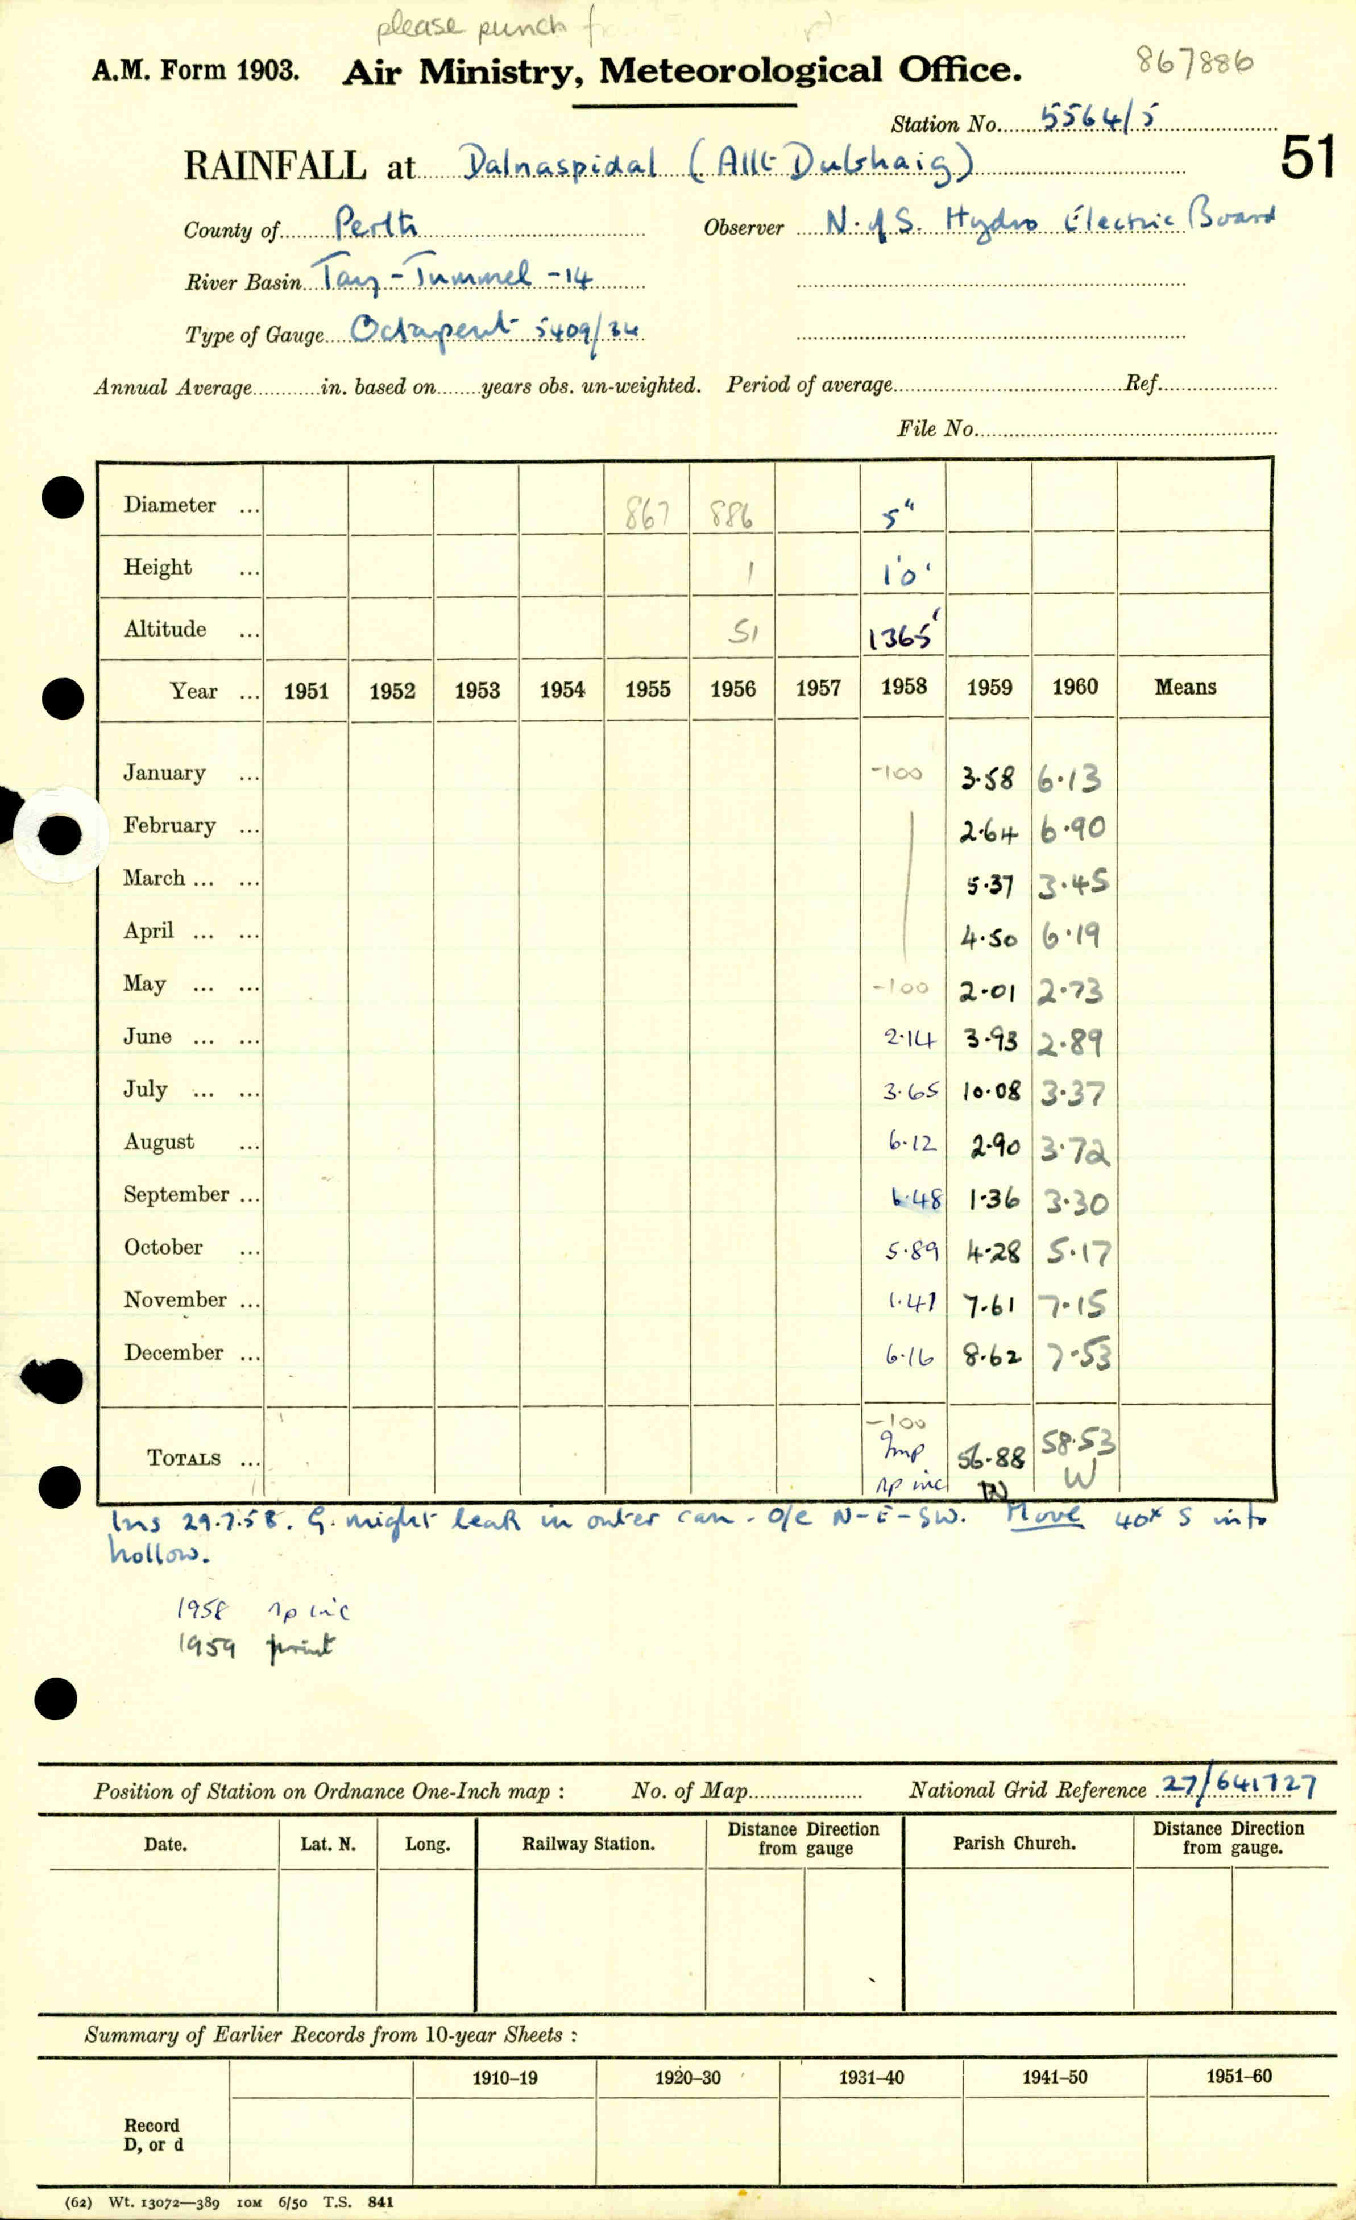 please punch
A.M. Form 1903. Air Ministry, Meteorological Office. 867886
Station No. 5564/5
RAINFALL at Dalnaspidal (Allt Dubhaig) 51
County of Perth Observer N. of S. Hydro Electric Board
River Basin Tay - Tummel - 14
Type of Gauge Octapent 5409/34
Annual Average in. based on years obs. un-weighted. Period of average Ref.
File No.
Diameter ... 867 886 5"
Height ... 1 1'0"
Altitude ... 51 1365'
Year ... 1951 1952 1953 1954 1955 1956 1957 1958 1959 1960 Means
January ... -100 3.58 6.13
February ... 2.64 6.90
March ... ... 5.37 3.45
April ... ... 4.50 6.19
May ... ... -100 2.01 2.73
June ... ... 2.14 3.93 2.89
July ... ... 3.65 10.08 3.37
August ... 6.12 2.90 3.72
September ... 6.48 1.36 3.30
October ... 5.89 4.28 5.17
November ... 1.47 7.61 7.15
December ... 6.16 8.62 7.53
-100
TOTALS ... Imp 56.88 58.53
np inc W W
Ins 29.7.58. G. might leak in outer can. O/e N-E-SW. Move 40x S into
hollow.
1958 np inc
1959 print
Position of Station on Ordnance One-Inch map : No. of Map National Grid Reference 27/641727
Date. Lat. N. Long. Railway Station. Distance from Direction gauge Parish Church. Distance from Direction gauge.
Summary of Earlier Records from 10-year Sheets :
1910–19 1920–30 1931–40 1941–50 1951–60
Record
D, or d
(62) Wt. 13072—389 10M 6/50 T.S. 841